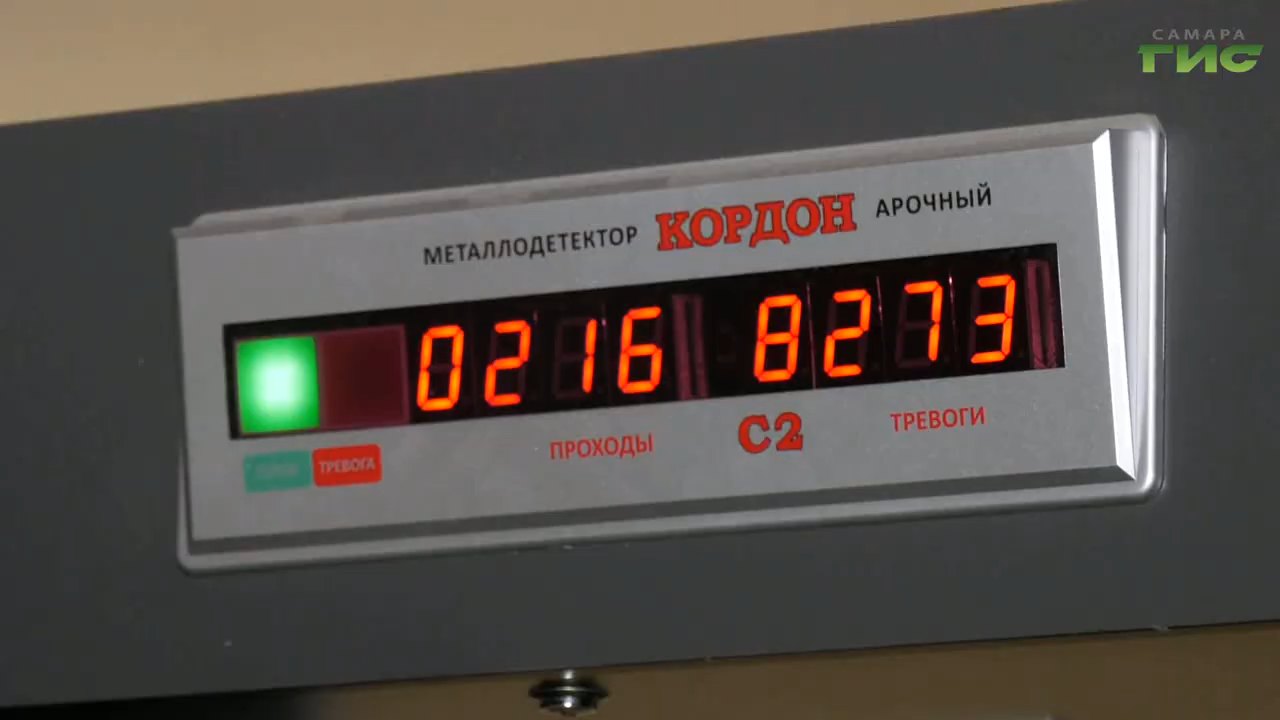 САМАРА
ГИС
МЕТАЛЛОДЕТЕКТОР КОРДОН АРОЧНЫЙ
0216 8273
ТРЕВОГА ПРОХОДЫ С2 ТРЕВОГИ